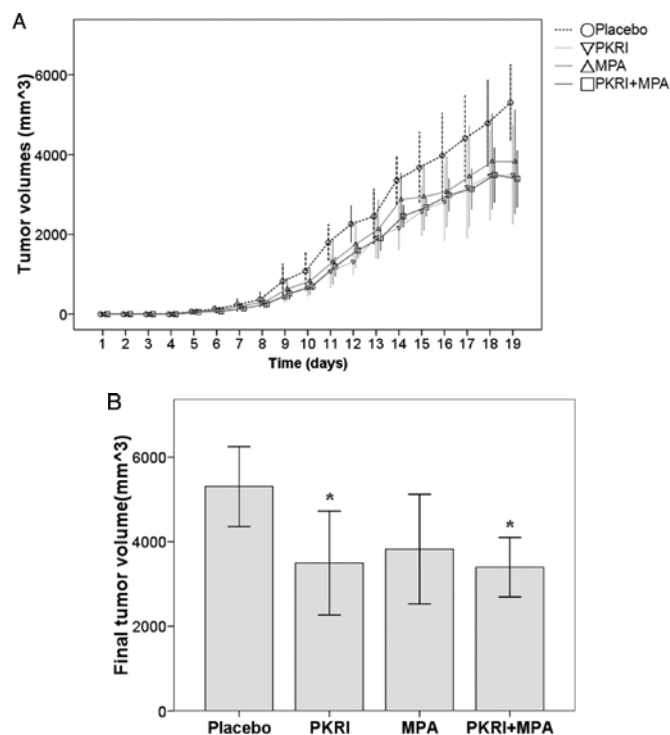 A
Placebo
PKRI
MPA
PKRI+MPA
Tumor volumes (mm^3)
6000
4000
2000
0
1 2 3 4 5 6 7 8 9 10 11 12 13 14 15 16 17 18 19
Time (days)
B
Final tumor volume(mm^3)
6000
4000
2000
0
*
*
Placebo PKRI MPA PKRI+MPA